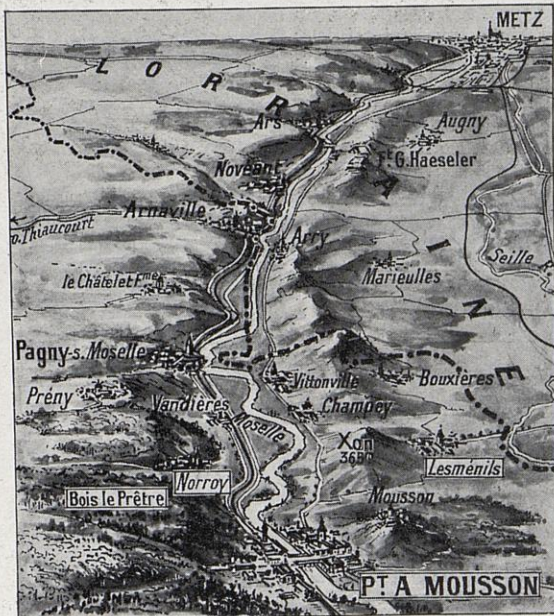 METZ
LORRAINE
Ars
Augny
Ft G. Haeseler
Novéant
Arnaville
o. Thiaucourt
Arry
Seille R.
le Châtelet Fme
Marieulles
Pagny-s.Moselle
Prény
Vittonville
Bouxières
Vandières
Champey
Moselle
Xon
Norroy
Lesménils
Bois le Prêtre
Mousson
PT. A MOUSSON